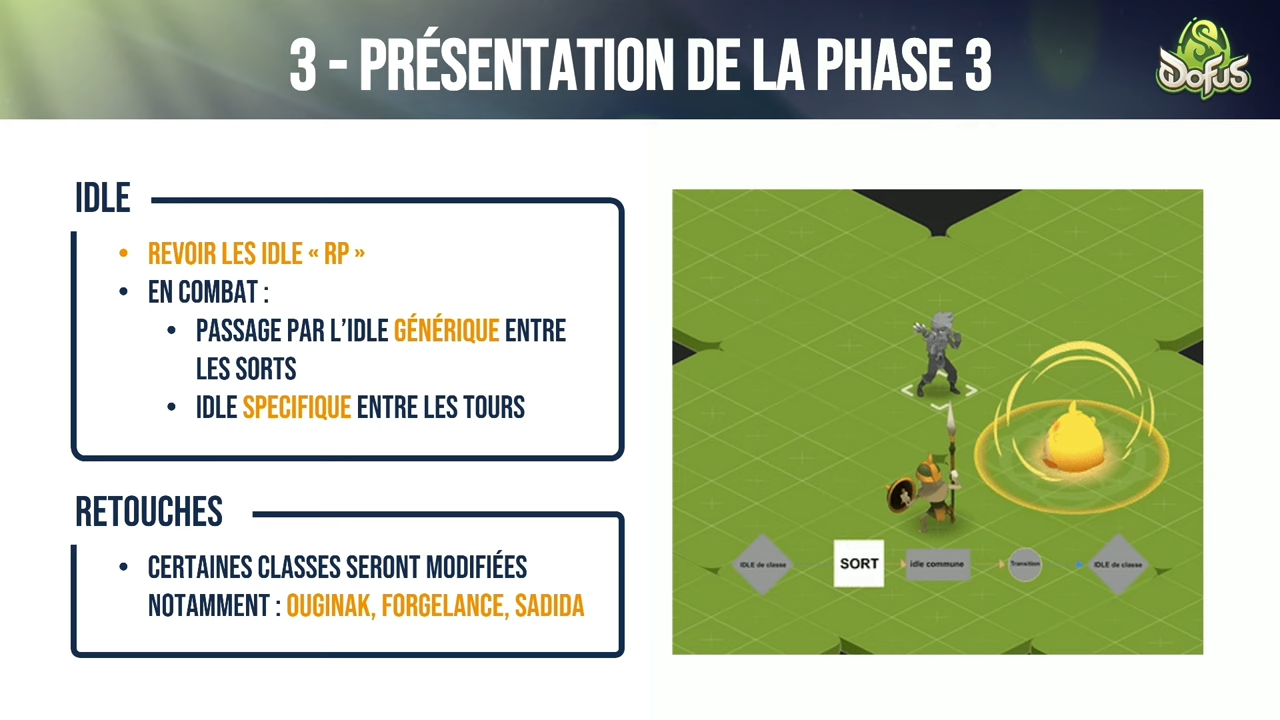 3 - PRÉSENTATION DE LA PHASE 3
DOFUS
IDLE
• REVOIR LES IDLE « RP »
• EN COMBAT :
• PASSAGE PAR L'IDLE GÉNÉRIQUE ENTRE
LES SORTS
• IDLE SPECIFIQUE ENTRE LES TOURS
RETOUCHES
• CERTAINES CLASSES SERONT MODIFIÉES
NOTAMMENT : OUGINAK, FORGELANCE, SADIDA
IDLE de classe
SORT
idle commune
Transition
IDLE de classe